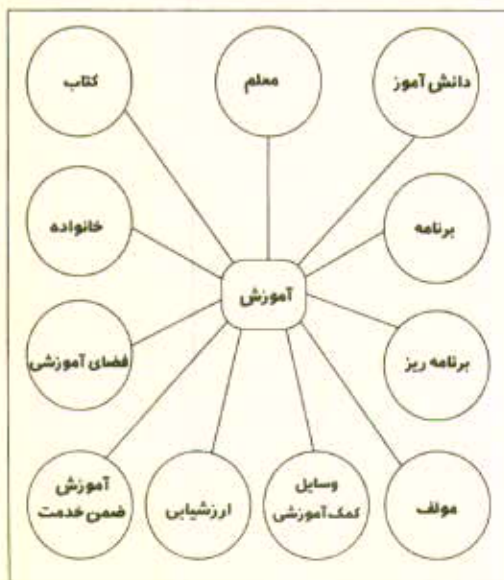 دانش آموز
معلم
کتاب
برنامه
خانواده
آموزش
برنامه ریز
فضای آموزشی
مولف
وسایل
کمک آموزشی
ارزشیابی
آموزش
ضمن خدمت